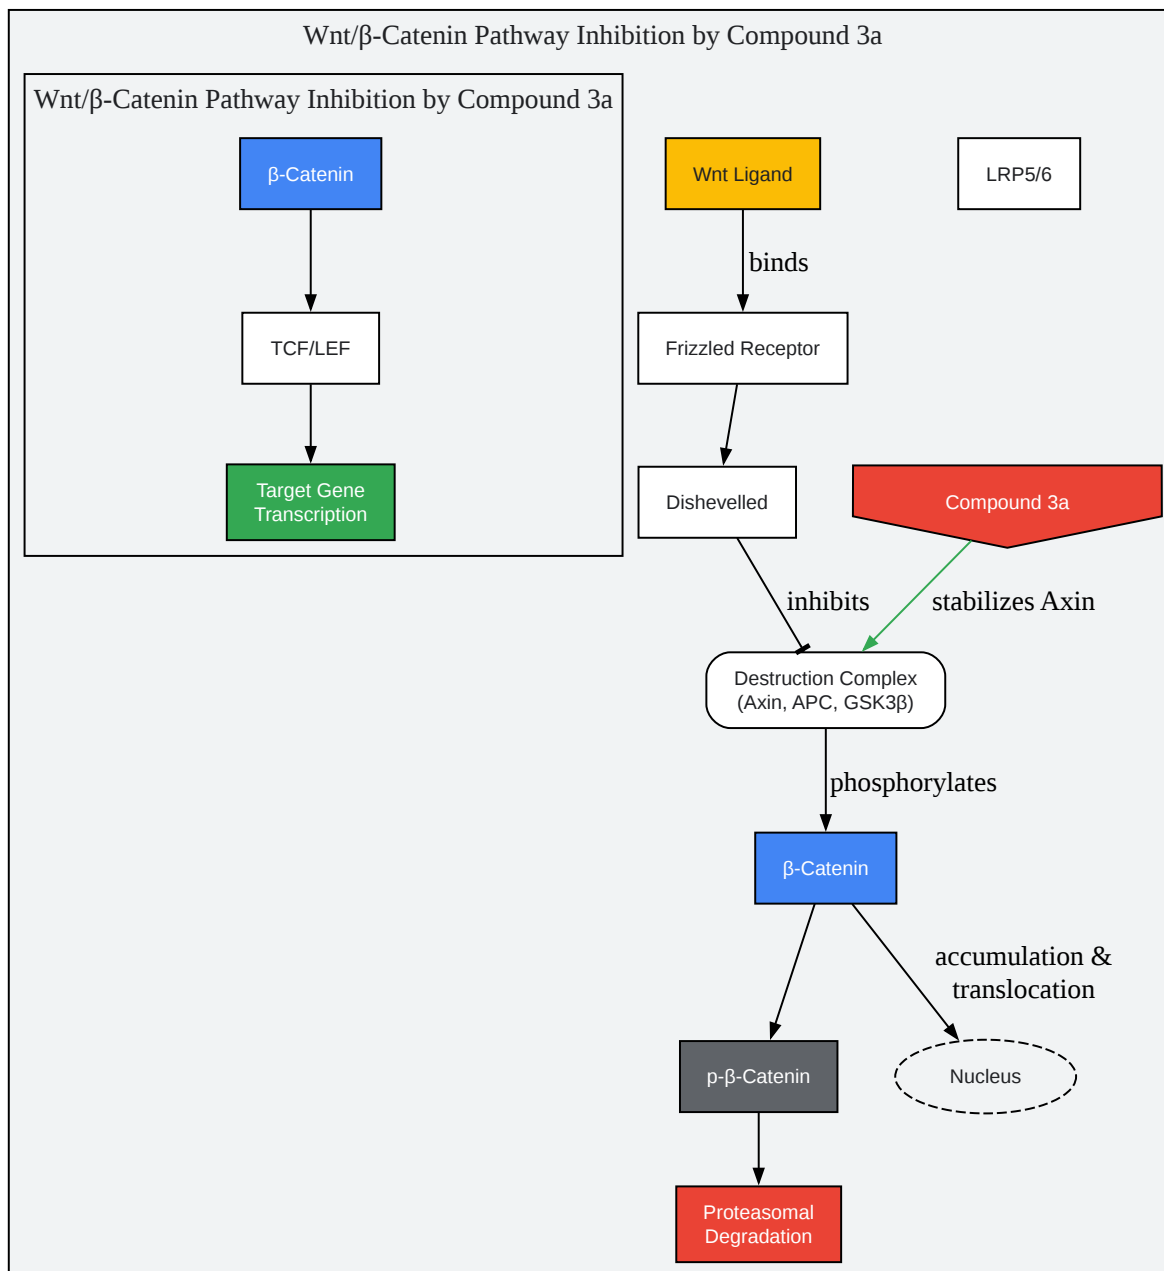 Wnt/β-Catenin Pathway Inhibition by Compound 3a
Wnt/β-Catenin Pathway Inhibition by Compound 3a
β-Catenin
Wnt Ligand
LRP5/6
binds
TCF/LEF
Frizzled Receptor
Target Gene
Transcription
Dishevelled
Compound 3a
inhibits
stabilizes Axin
Destruction Complex
(Axin, APC, GSK3β)
phosphorylates
β-Catenin
accumulation &
translocation
p-β-Catenin
Nucleus
Proteasomal
Degradation